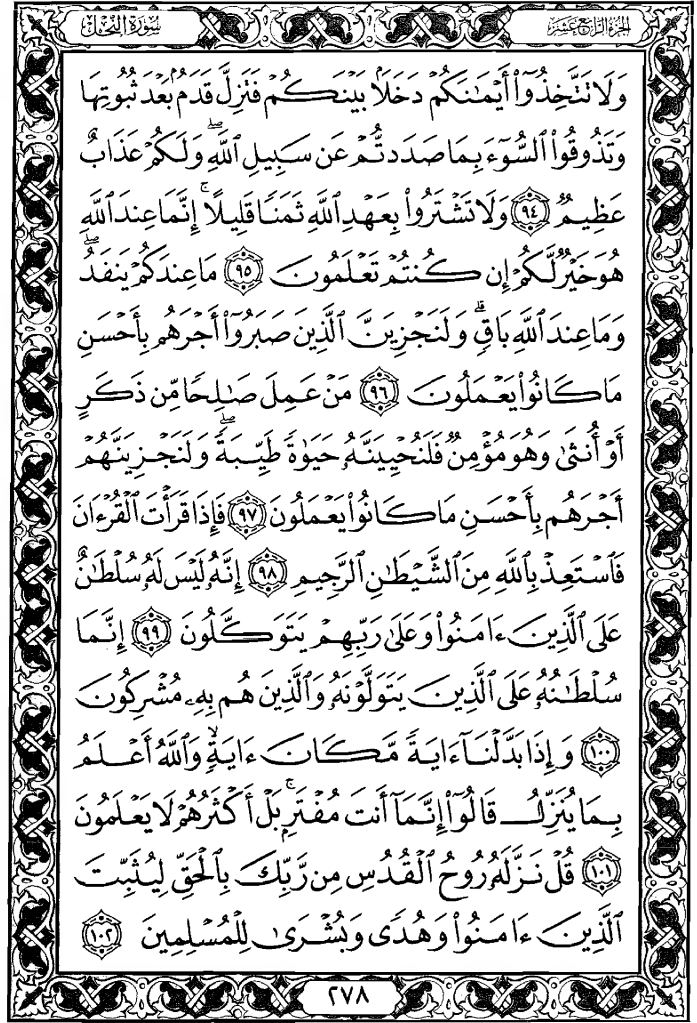 الجزء الرابع عشر
سورة النحل
وَلَا تَتَّخِذُوٓا۟ أَيْمَـٰنَكُمْ دَخَلًۢا بَيْنَكُمْ فَتَزِلَّ قَدَمٌۢ بَعْدَ ثُبُوتِهَا
وَتَذُوقُوا۟ ٱلسُّوٓءَ بِمَا صَدَدتُّمْ عَن سَبِيلِ ٱللَّهِ ۖ وَلَكُمْ عَذَابٌ
عَظِيمٌ ٩٤ وَلَا تَشْتَرُوا۟ بِعَهْدِ ٱللَّهِ ثَمَنًا قَلِيلًا ۚ إِنَّمَا عِندَ ٱللَّهِ
هُوَ خَيْرٌ لَّكُمْ إِن كُنتُمْ تَعْلَمُونَ ٩٥ مَا عِندَكُمْ يَنفَدُ ۖ
وَمَا عِندَ ٱللَّهِ بَاقٍ ۗ وَلَنَجْزِيَنَّ ٱلَّذِينَ صَبَرُوٓا۟ أَجْرَهُم بِأَحْسَنِ
مَا كَانُوا۟ يَعْمَلُونَ ٩٦ مَنْ عَمِلَ صَـٰلِحًا مِّن ذَكَرٍ
أَوْ أُنثَىٰ وَهُوَ مُؤْمِنٌ فَلَنُحْيِيَنَّهُۥ حَيَوٰةً طَيِّبَةً ۖ وَلَنَجْزِيَنَّهُمْ
أَجْرَهُم بِأَحْسَنِ مَا كَانُوا۟ يَعْمَلُونَ ٩٧ فَإِذَا قَرَأْتَ ٱلْقُرْءَانَ
فَٱسْتَعِذْ بِٱللَّهِ مِنَ ٱلشَّيْطَـٰنِ ٱلرَّجِيمِ ٩٨ إِنَّهُۥ لَيْسَ لَهُۥ سُلْطَـٰنٌ
عَلَى ٱلَّذِينَ ءَامَنُوا۟ وَعَلَىٰ رَبِّهِمْ يَتَوَكَّلُونَ ٩٩ إِنَّمَا
سُلْطَـٰنُهُۥ عَلَى ٱلَّذِينَ يَتَوَلَّوْنَهُۥ وَٱلَّذِينَ هُم بِهِۦ مُشْرِكُونَ
١٠٠ وَإِذَا بَدَّلْنَآ ءَايَةً مَّكَانَ ءَايَةٍ ۙ وَٱللَّهُ أَعْلَمُ
بِمَا يُنَزِّلُ قَالُوٓا۟ إِنَّمَآ أَنتَ مُفْتَرٍۭ ۚ بَلْ أَكْثَرُهُمْ لَا يَعْلَمُونَ
١٠١ قُلْ نَزَّلَهُۥ رُوحُ ٱلْقُدُسِ مِن رَّبِّكَ بِٱلْحَقِّ لِيُثَبِّتَ
ٱلَّذِينَ ءَامَنُوا۟ وَهُدًى وَبُشْرَىٰ لِلْمُسْلِمِينَ ١٠٢
٢٧٨